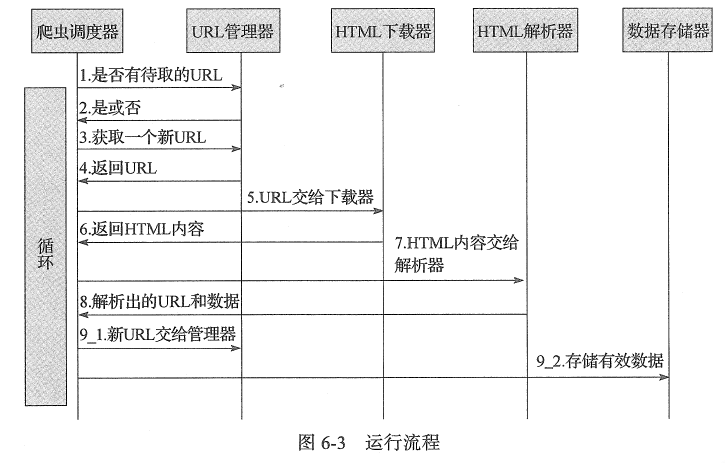 爬虫调度器
URL管理器
HTML下载器
HTML解析器
数据存储器
1.是否有待取的URL
2.是或否
3.获取一个新URL
4.返回URL
5.URL交给下载器
6.返回HTML内容
7.HTML内容交给
解析器
循环
8.解析出的URL和数据
9_1.新URL交给管理器
9_2.存储有效数据
图 6-3 运行流程